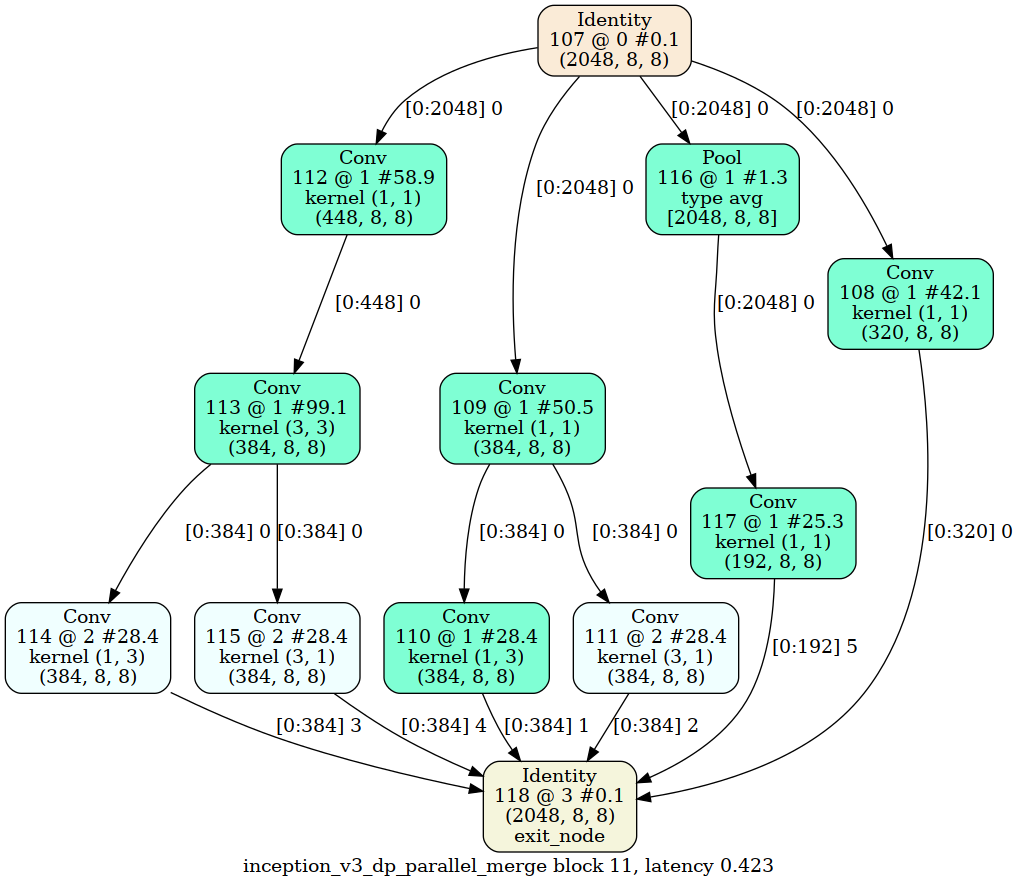 Identity
107 @ 0 #0.1
(2048, 8, 8)
[0:2048] 0
[0:2048] 0
[0:2048] 0
Conv
112 @ 1 #58.9
kernel (1, 1)
(448, 8, 8)
[0:2048] 0
Pool
116 @ 1 #1.3
type avg
[2048, 8, 8]
Conv
108 @ 1 #42.1
kernel (1, 1)
(320, 8, 8)
[0:448] 0
[0:2048] 0
Conv
113 @ 1 #99.1
kernel (3, 3)
(384, 8, 8)
Conv
109 @ 1 #50.5
kernel (1, 1)
(384, 8, 8)
Conv
117 @ 1 #25.3
kernel (1, 1)
(192, 8, 8)
[0:384] 0
[0:384] 0
[0:384] 0
[0:384] 0
[0:320] 0
Conv
114 @ 2 #28.4
kernel (1, 3)
(384, 8, 8)
Conv
115 @ 2 #28.4
kernel (3, 1)
(384, 8, 8)
Conv
110 @ 1 #28.4
kernel (1, 3)
(384, 8, 8)
Conv
111 @ 2 #28.4
kernel (3, 1)
(384, 8, 8)
[0:192] 5
[0:384] 3
[0:384] 4
[0:384] 1
[0:384] 2
Identity
118 @ 3 #0.1
(2048, 8, 8)
exit_node
inception_v3_dp_parallel_merge block 11, latency 0.423